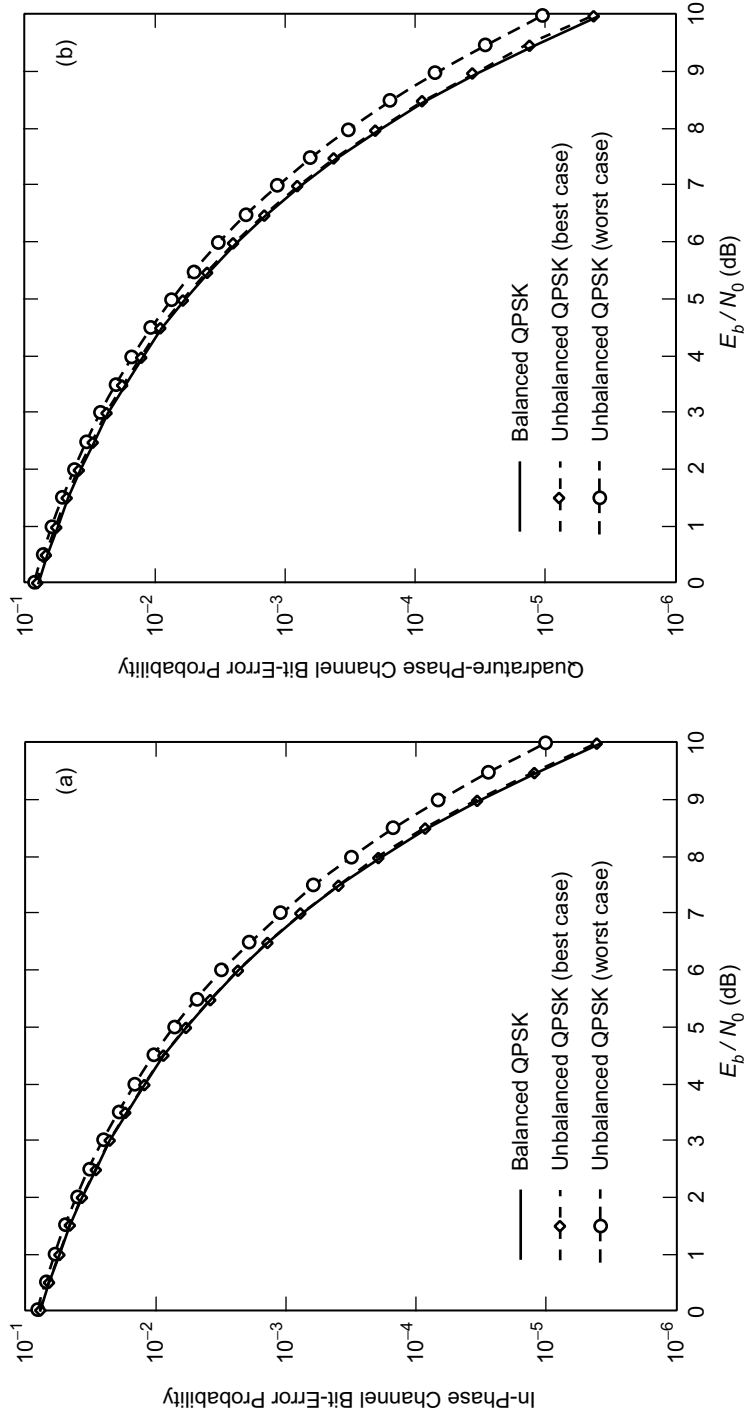 (a)
In-Phase Channel Bit-Error Probability
10⁻¹
10⁻²
10⁻³
10⁻⁴
10⁻⁵
10⁻⁶
Balanced QPSK
Unbalanced QPSK (best case)
Unbalanced QPSK (worst case)
0 1 2 3 4 5 6 7 8 9 10
E_b / N_0 (dB)
(b)
Quadrature-Phase Channel Bit-Error Probability
10⁻¹
10⁻²
10⁻³
10⁻⁴
10⁻⁵
10⁻⁶
Balanced QPSK
Unbalanced QPSK (best case)
Unbalanced QPSK (worst case)
0 1 2 3 4 5 6 7 8 9 10
E_b / N_0 (dB)